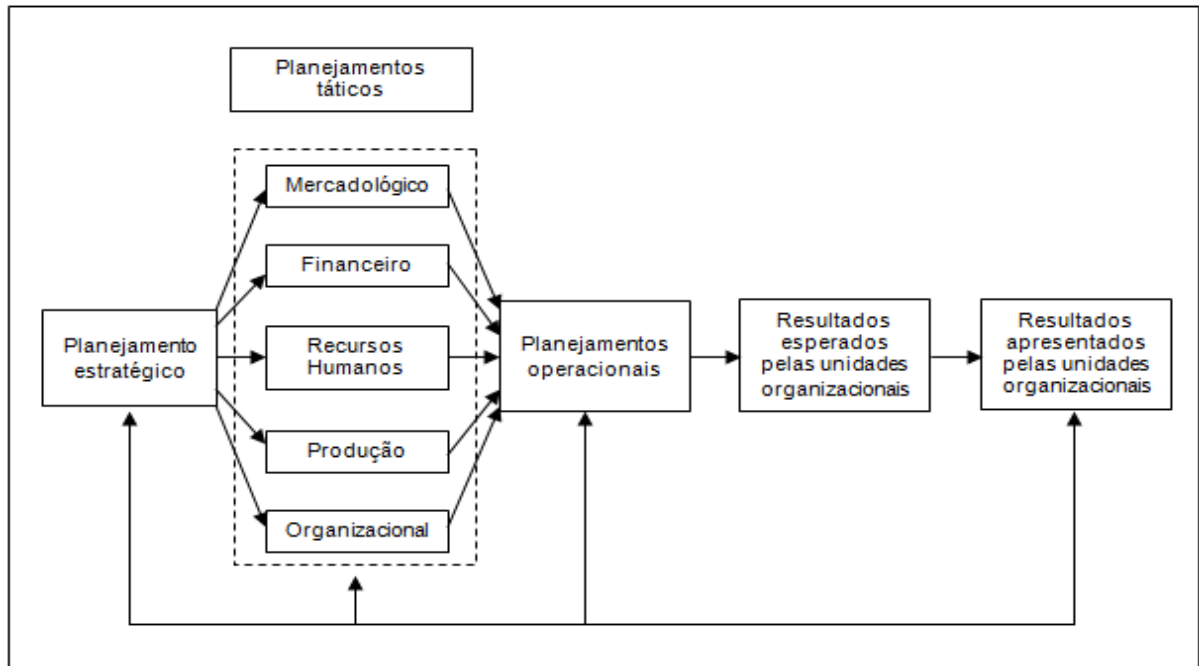 Planejamentos
táticos
Mercadológico
Financeiro
Recursos
Humanos
Produção
Organizacional
Planejamento
estratégico
Planejamentos
operacionais
Resultados
esperados
pelas unidades
organizacionais
Resultados
apresentados
pelas unidades
organizacionais